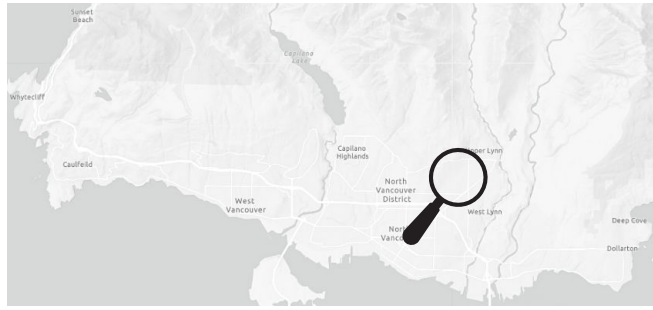 Sunset
Beach
Capilano
Lake
Whytecliff
Caulfeild
Capilano
Highlands
Upper Lynn
North
Vancouver
District
West
Vancouver
West Lynn
Deep Cove
Dollarton